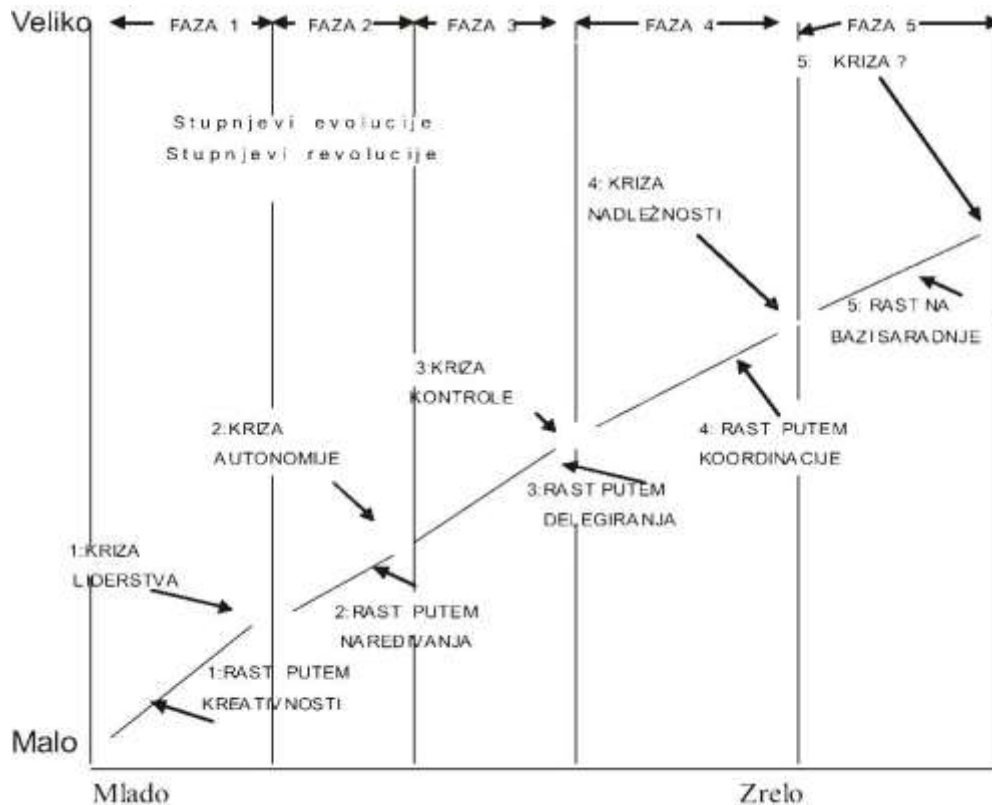 Veliko
FAZA 1
FAZA 2
FAZA 3
FAZA 4
FAZA 5
5: KRIZA ?
Stupnjevi evolucije
Stupnjevi revolucije
4: KRIZA
NADLEŽNOSTI
5: RAST NA
BAZI SARADNJE
3:KRIZA
KONTROLE
2:KRIZA
AUTONOMIJE
4: RAST PUTEM
KOORDINACIJE
3:RAST PUTEM
DELEGIRANJA
1:KRIZA
LIDERSTVA
2:RAST PUTEM
NAREĐIVANJA
1:RAST PUTEM
KREATIVNOSTI
Malo
Mlado
Zrelo